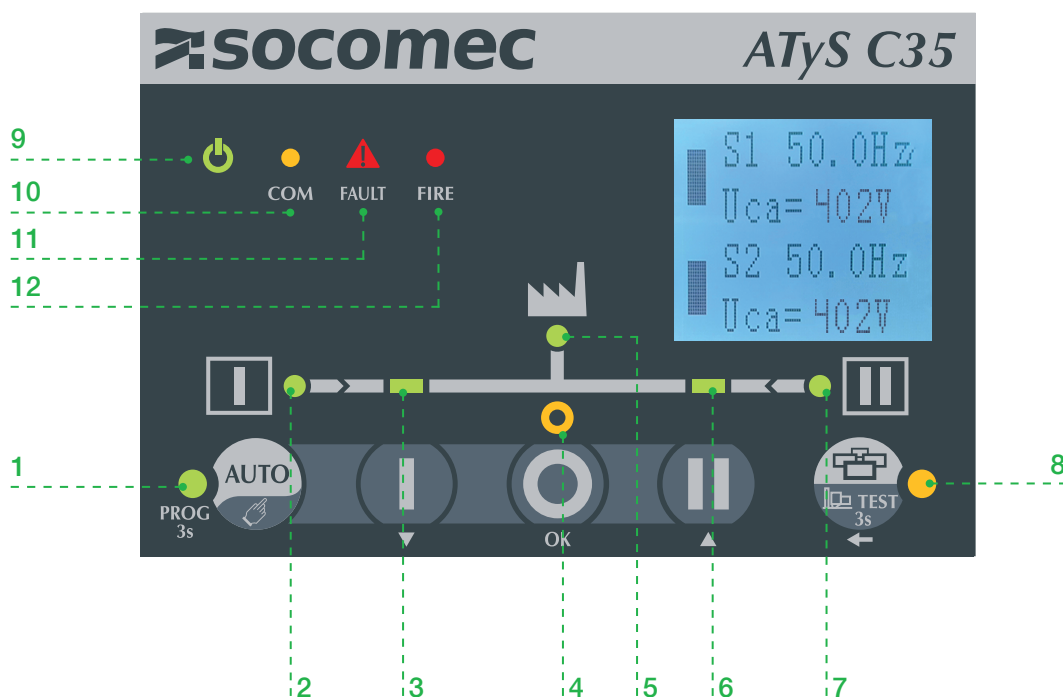 socomec
ATyS C35
9
10
11
12
COM
FAULT
FIRE
S1 50.0Hz
Uca= 402V
S2 50.0Hz
Uca= 402V
I
II
1
AUTO
PROG
3s
I
O
OK
II
TEST
3s
8
2
3
4
5
6
7